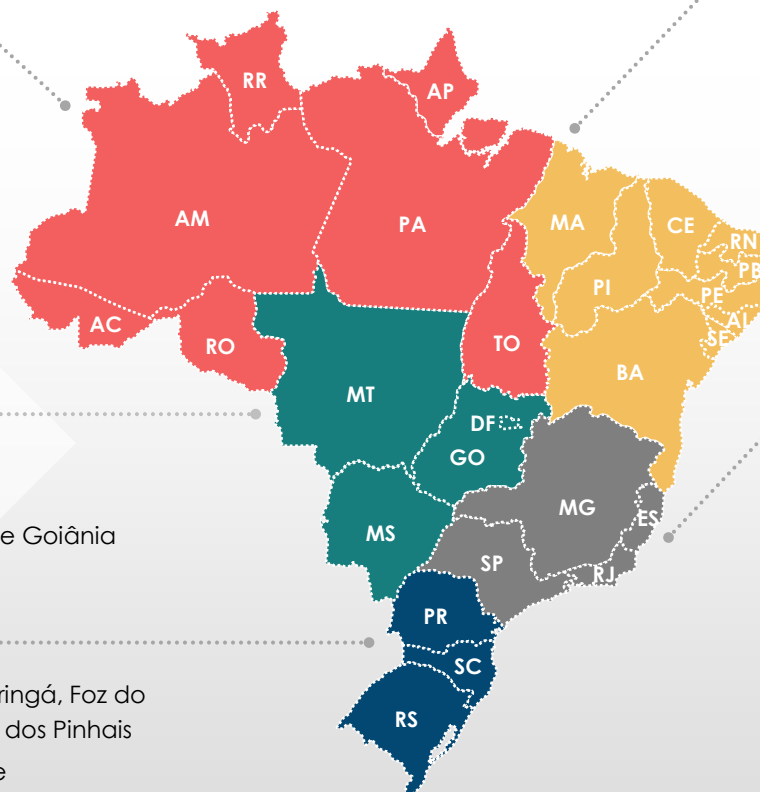 RR
AP
AM
PA
MA
CE
RN
PB
PI
PE
AL
SE
AC
RO
TO
BA
MT
DF
GO
MG
ES
MS
SP
RJ
PR
SC
RS
e Goiânia
ringá, Foz do
dos Pinhais
e